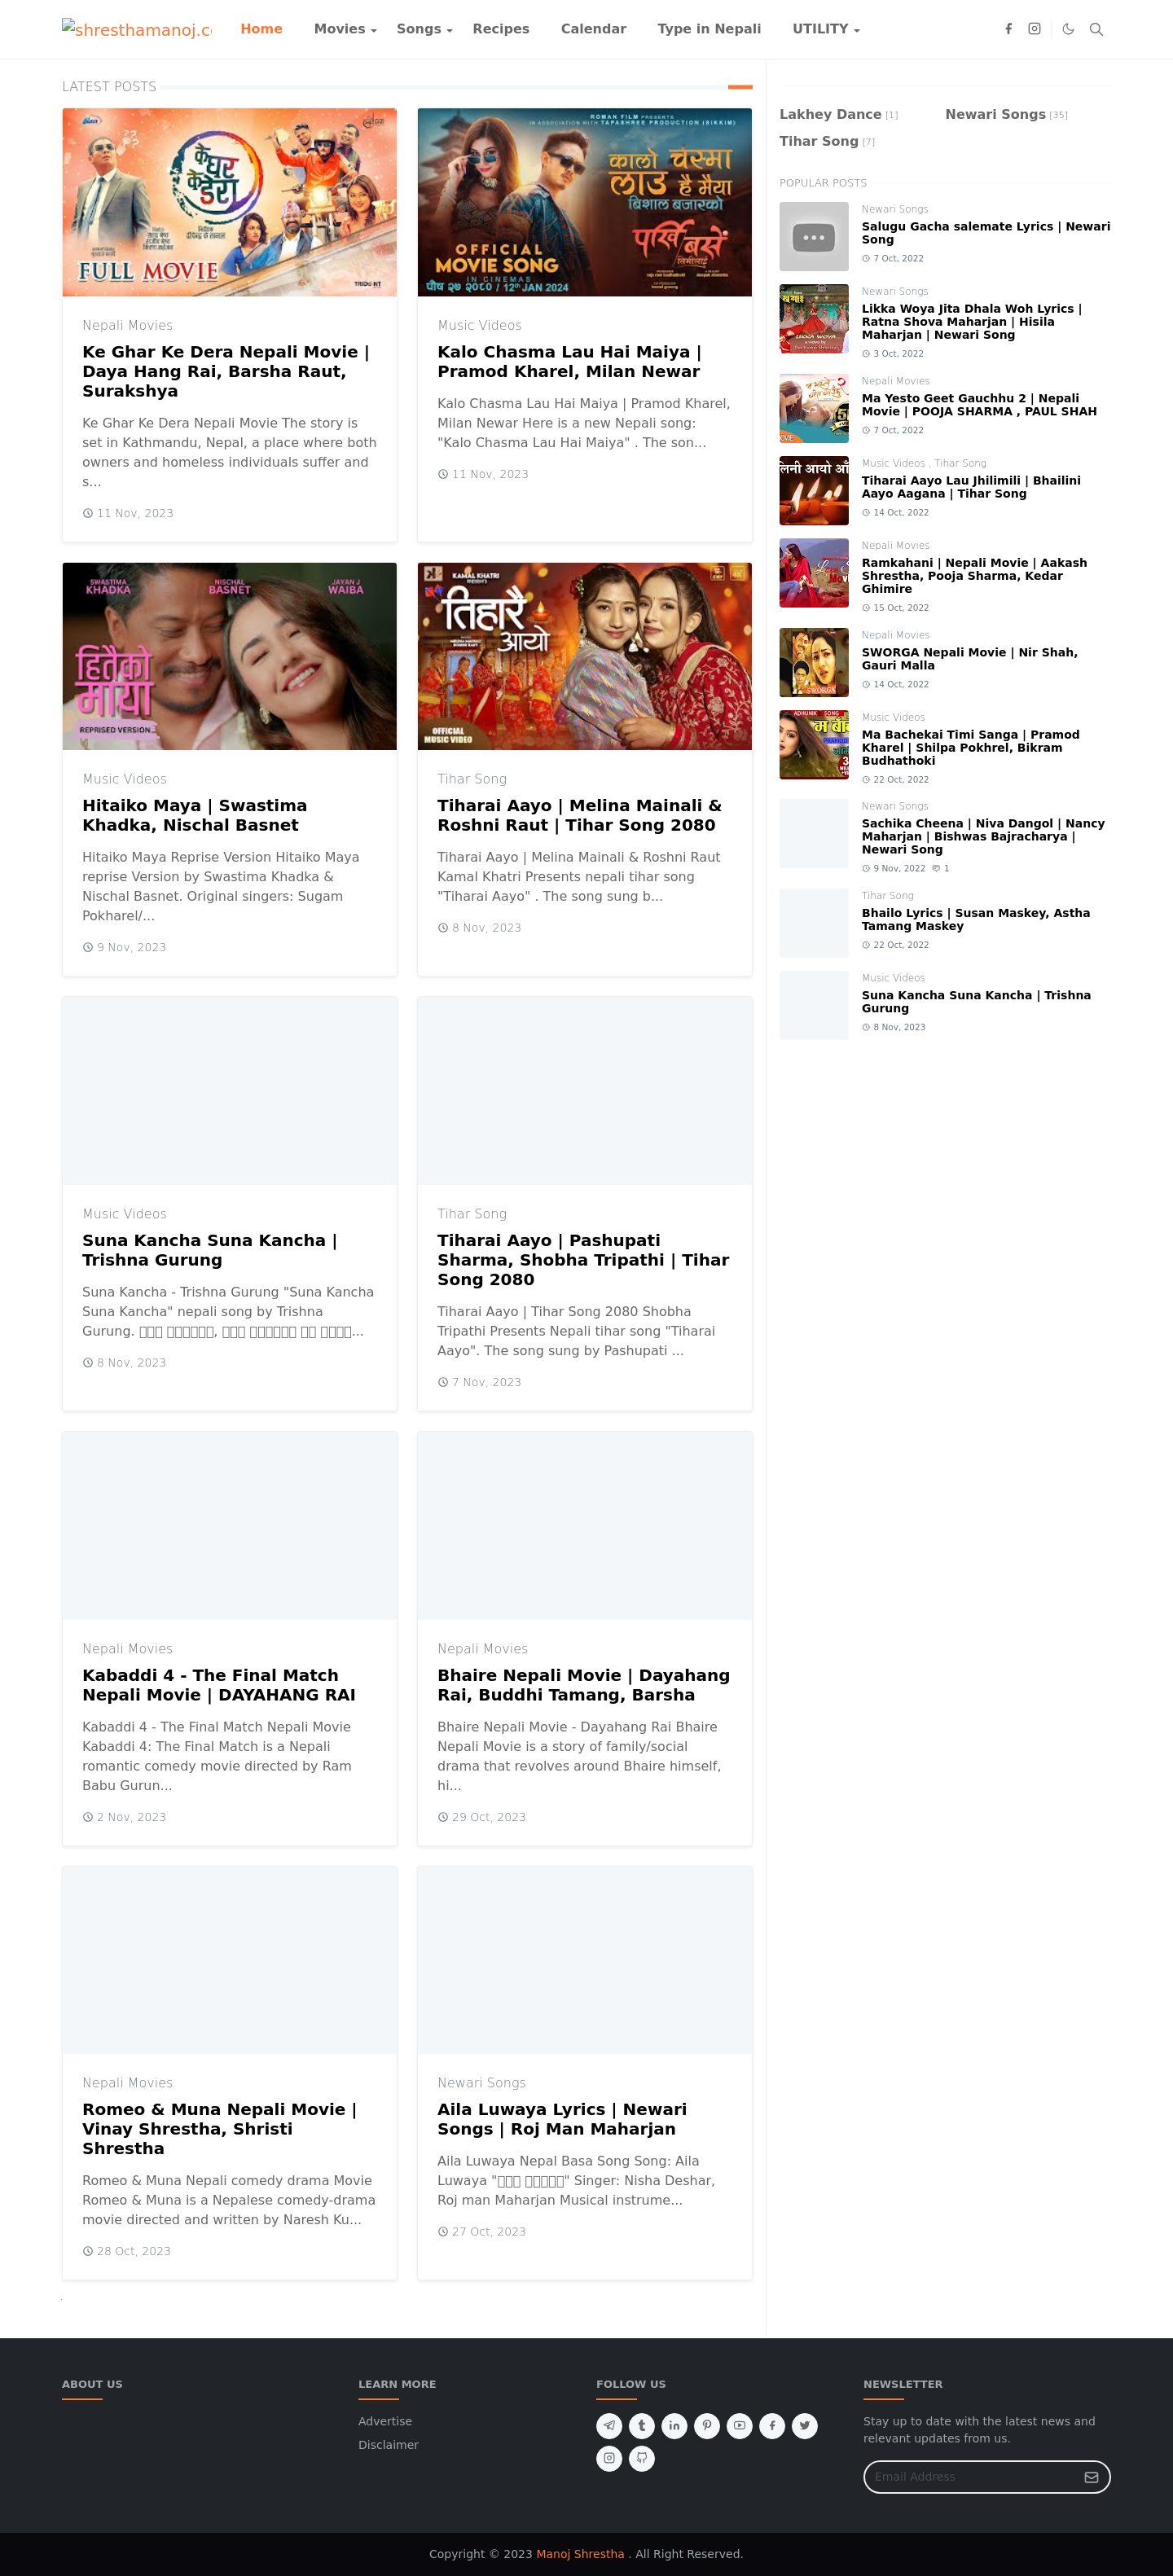 shresthamanoj.co
Home
Movies
Songs
Recipes
Calendar
Type in Nepali
UTILITY
LATEST POSTS
के घर
के डेरा
FULL MOVIE
Nepali Movies
Ke Ghar Ke Dera Nepali Movie |
Daya Hang Rai, Barsha Raut,
Surakshya
Ke Ghar Ke Dera Nepali Movie The story is
set in Kathmandu, Nepal, a place where both
owners and homeless individuals suffer and
s...
11 Nov, 2023
ROMAN FILM PRESENTS
IN ASSOCIATION WITH TAPASHREE PRODUCTION (SIKKIM)
कालो चस्मा
लाउ है मैया
बिशाल बजारको
OFFICIAL
MOVIE SONG
IN CINEMAS
पौष २७ २०८० / 12th JAN 2024
Music Videos
Kalo Chasma Lau Hai Maiya |
Pramod Kharel, Milan Newar
Kalo Chasma Lau Hai Maiya | Pramod Kharel,
Milan Newar Here is a new Nepali song:
"Kalo Chasma Lau Hai Maiya" . The son...
11 Nov, 2023
SWASTIMA
KHADKA
NISCHAL
BASNET
JAYAN J
WAIBA
हितैको
माया
REPRISED VERSION...
Music Videos
Hitaiko Maya | Swastima
Khadka, Nischal Basnet
Hitaiko Maya Reprise Version Hitaiko Maya
reprise Version by Swastima Khadka &
Nischal Basnet. Original singers: Sugam
Pokharel/...
9 Nov, 2023
KAMAL KHATRI
4K
तिहारै
आयो
OFFICIAL
MUSIC VIDEO
Tihar Song
Tiharai Aayo | Melina Mainali &
Roshni Raut | Tihar Song 2080
Tiharai Aayo | Melina Mainali & Roshni Raut
Kamal Khatri Presents nepali tihar song
"Tiharai Aayo" . The song sung b...
8 Nov, 2023
Music Videos
Suna Kancha Suna Kancha |
Trishna Gurung
Suna Kancha - Trishna Gurung "Suna Kancha
Suna Kancha" nepali song by Trishna
Gurung.
8 Nov, 2023
Tihar Song
Tiharai Aayo | Pashupati
Sharma, Shobha Tripathi | Tihar
Song 2080
Tiharai Aayo | Tihar Song 2080 Shobha
Tripathi Presents Nepali tihar song "Tiharai
Aayo". The song sung by Pashupati ...
7 Nov, 2023
Nepali Movies
Kabaddi 4 - The Final Match
Nepali Movie | DAYAHANG RAI
Kabaddi 4 - The Final Match Nepali Movie
Kabaddi 4: The Final Match is a Nepali
romantic comedy movie directed by Ram
Babu Gurun...
2 Nov, 2023
Nepali Movies
Bhaire Nepali Movie | Dayahang
Rai, Buddhi Tamang, Barsha
Bhaire Nepali Movie - Dayahang Rai Bhaire
Nepali Movie is a story of family/social
drama that revolves around Bhaire himself,
hi...
29 Oct, 2023
Nepali Movies
Romeo & Muna Nepali Movie |
Vinay Shrestha, Shristi
Shrestha
Romeo & Muna Nepali comedy drama Movie
Romeo & Muna is a Nepalese comedy-drama
movie directed and written by Naresh Ku...
28 Oct, 2023
Newari Songs
Aila Luwaya Lyrics | Newari
Songs | Roj Man Maharjan
Aila Luwaya Nepal Basa Song Song: Aila
Luwaya " " Singer: Nisha Deshar,
Roj man Maharjan Musical instrume...
27 Oct, 2023
Lakhey Dance [1]
Newari Songs [35]
Tihar Song [7]
POPULAR POSTS
Newari Songs
Salugu Gacha salemate Lyrics | Newari
Song
7 Oct, 2022
LIKKA WOYA
Newari Songs
Likka Woya Jita Dhala Woh Lyrics |
Ratna Shova Maharjan | Hisila
Maharjan | Newari Song
3 Oct, 2022
Nepali Movies
Ma Yesto Geet Gauchhu 2 | Nepali
Movie | POOJA SHARMA , PAUL SHAH
7 Oct, 2022
Music Videos , Tihar Song
Tiharai Aayo Lau Jhilimili | Bhailini
Aayo Aagana | Tihar Song
14 Oct, 2022
Nepali Movies
Ramkahani | Nepali Movie | Aakash
Shrestha, Pooja Sharma, Kedar
Ghimire
15 Oct, 2022
SWORGA
Nepali Movies
SWORGA Nepali Movie | Nir Shah,
Gauri Malla
14 Oct, 2022
ADHUNIK SONG
Music Videos
Ma Bachekai Timi Sanga | Pramod
Kharel | Shilpa Pokhrel, Bikram
Budhathoki
22 Oct, 2022
Newari Songs
Sachika Cheena | Niva Dangol | Nancy
Maharjan | Bishwas Bajracharya |
Newari Song
9 Nov, 2022 1
Tihar Song
Bhailo Lyrics | Susan Maskey, Astha
Tamang Maskey
22 Oct, 2022
Music Videos
Suna Kancha Suna Kancha | Trishna
Gurung
8 Nov, 2023
ABOUT US
LEARN MORE
Advertise
Disclaimer
FOLLOW US
NEWSLETTER
Stay up to date with the latest news and
relevant updates from us.
Email Address
Copyright © 2023 Manoj Shrestha . All Right Reserved.